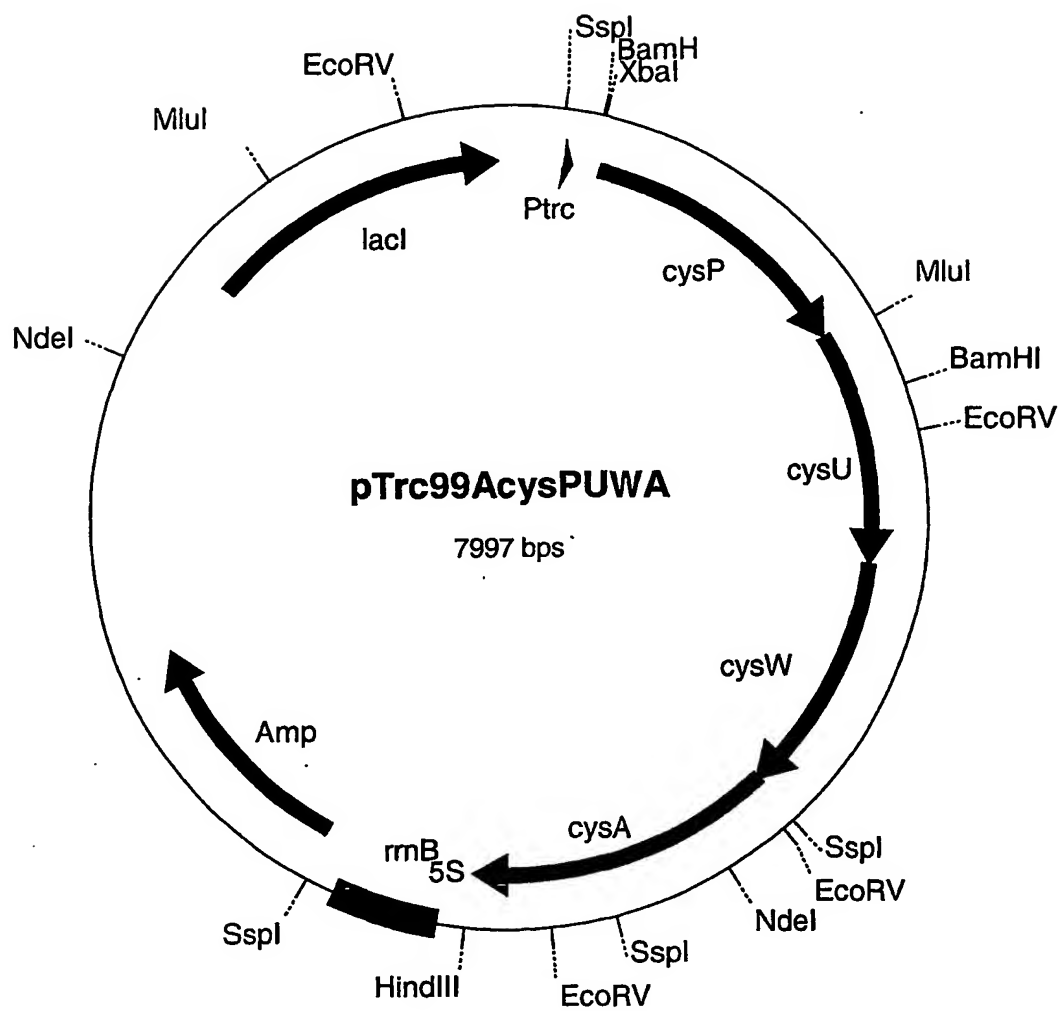 SspI
BamH
XbaI
EcoRV
MluI
Ptrc
lacI
cysP
MluI
NdeI
BamHI
EcoRV
cysU
pTrc99AcysPUWA
7997 bps
cysW
Amp
cysA
rrnB
5S
SspI
EcoRV
NdeI
SspI
SspI
HindIII
EcoRV